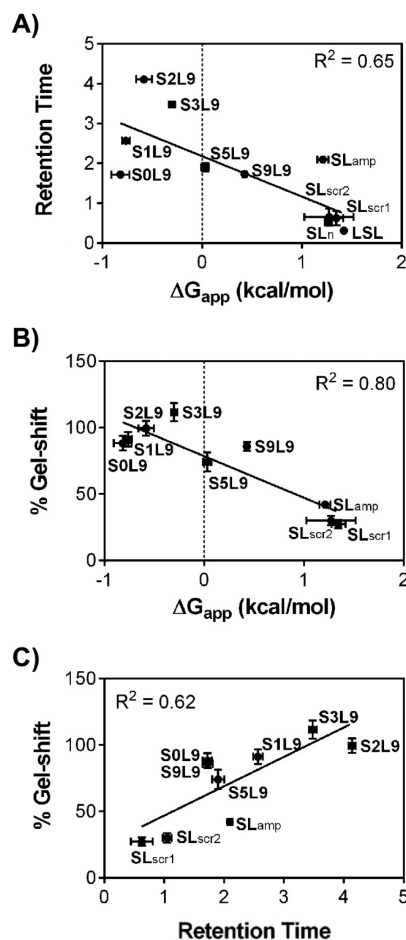 A)
R² = 0.65
5
4
3
2
1
0
Retention Time
S2L9
S3L9
S1L9
S0L9
S5L9
S9L9
SLamp
SLscr2
SLscr1
SLn
LSL
-1 0 1 2
ΔGapp (kcal/mol)
B)
R² = 0.80
150
100
50
0
% Gel-shift
S2L9
S3L9
S1L9
S0L9
S9L9
S5L9
SLamp
SLscr2
SLscr1
-1 0 1 2
ΔGapp (kcal/mol)
C)
R² = 0.62
150
100
50
0
% Gel-shift
S3L9
S0L9
S9L9
S1L9
S2L9
S5L9
SLamp
SLscr2
SLscr1
0 1 2 3 4 5
Retention Time